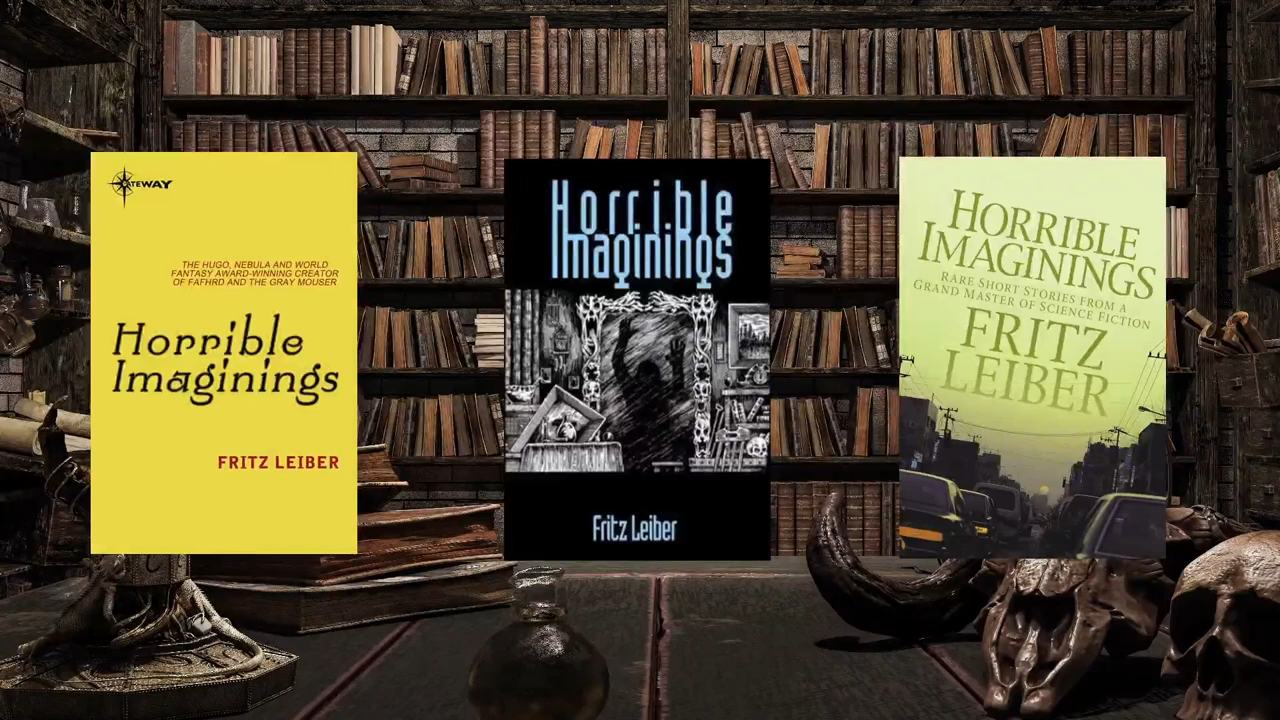 GATEWAY
THE HUGO, NEBULA AND WORLD
FANTASY AWARD-WINNING CREATOR
OF FAFHRD AND THE GRAY MOUSER
Horrible
Imaginings
FRITZ LEIBER
Horrible
Imaginings
Fritz Leiber
HORRIBLE
IMAGININGS
RARE SHORT STORIES FROM A
GRAND MASTER OF SCIENCE FICTION
FRITZ
LEIBER